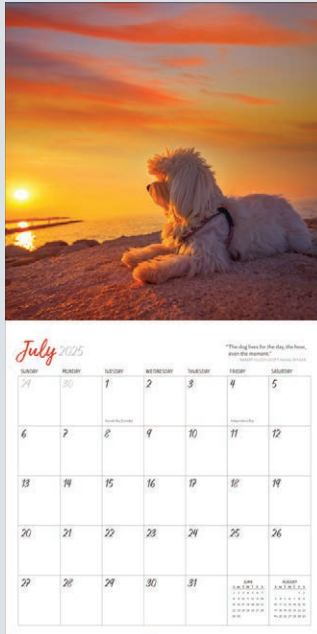 July 2025
"The dog lives for the day, the hour,
even the moment."
SUNDAY MONDAY TUESDAY WEDNESDAY THURSDAY FRIDAY SATURDAY
29 30 1 2 3 4 5
6 7 8 9 10 11 12
13 14 15 16 17 18 19
20 21 22 23 24 25 26
27 28 29 30 31
JUNE AUGUST